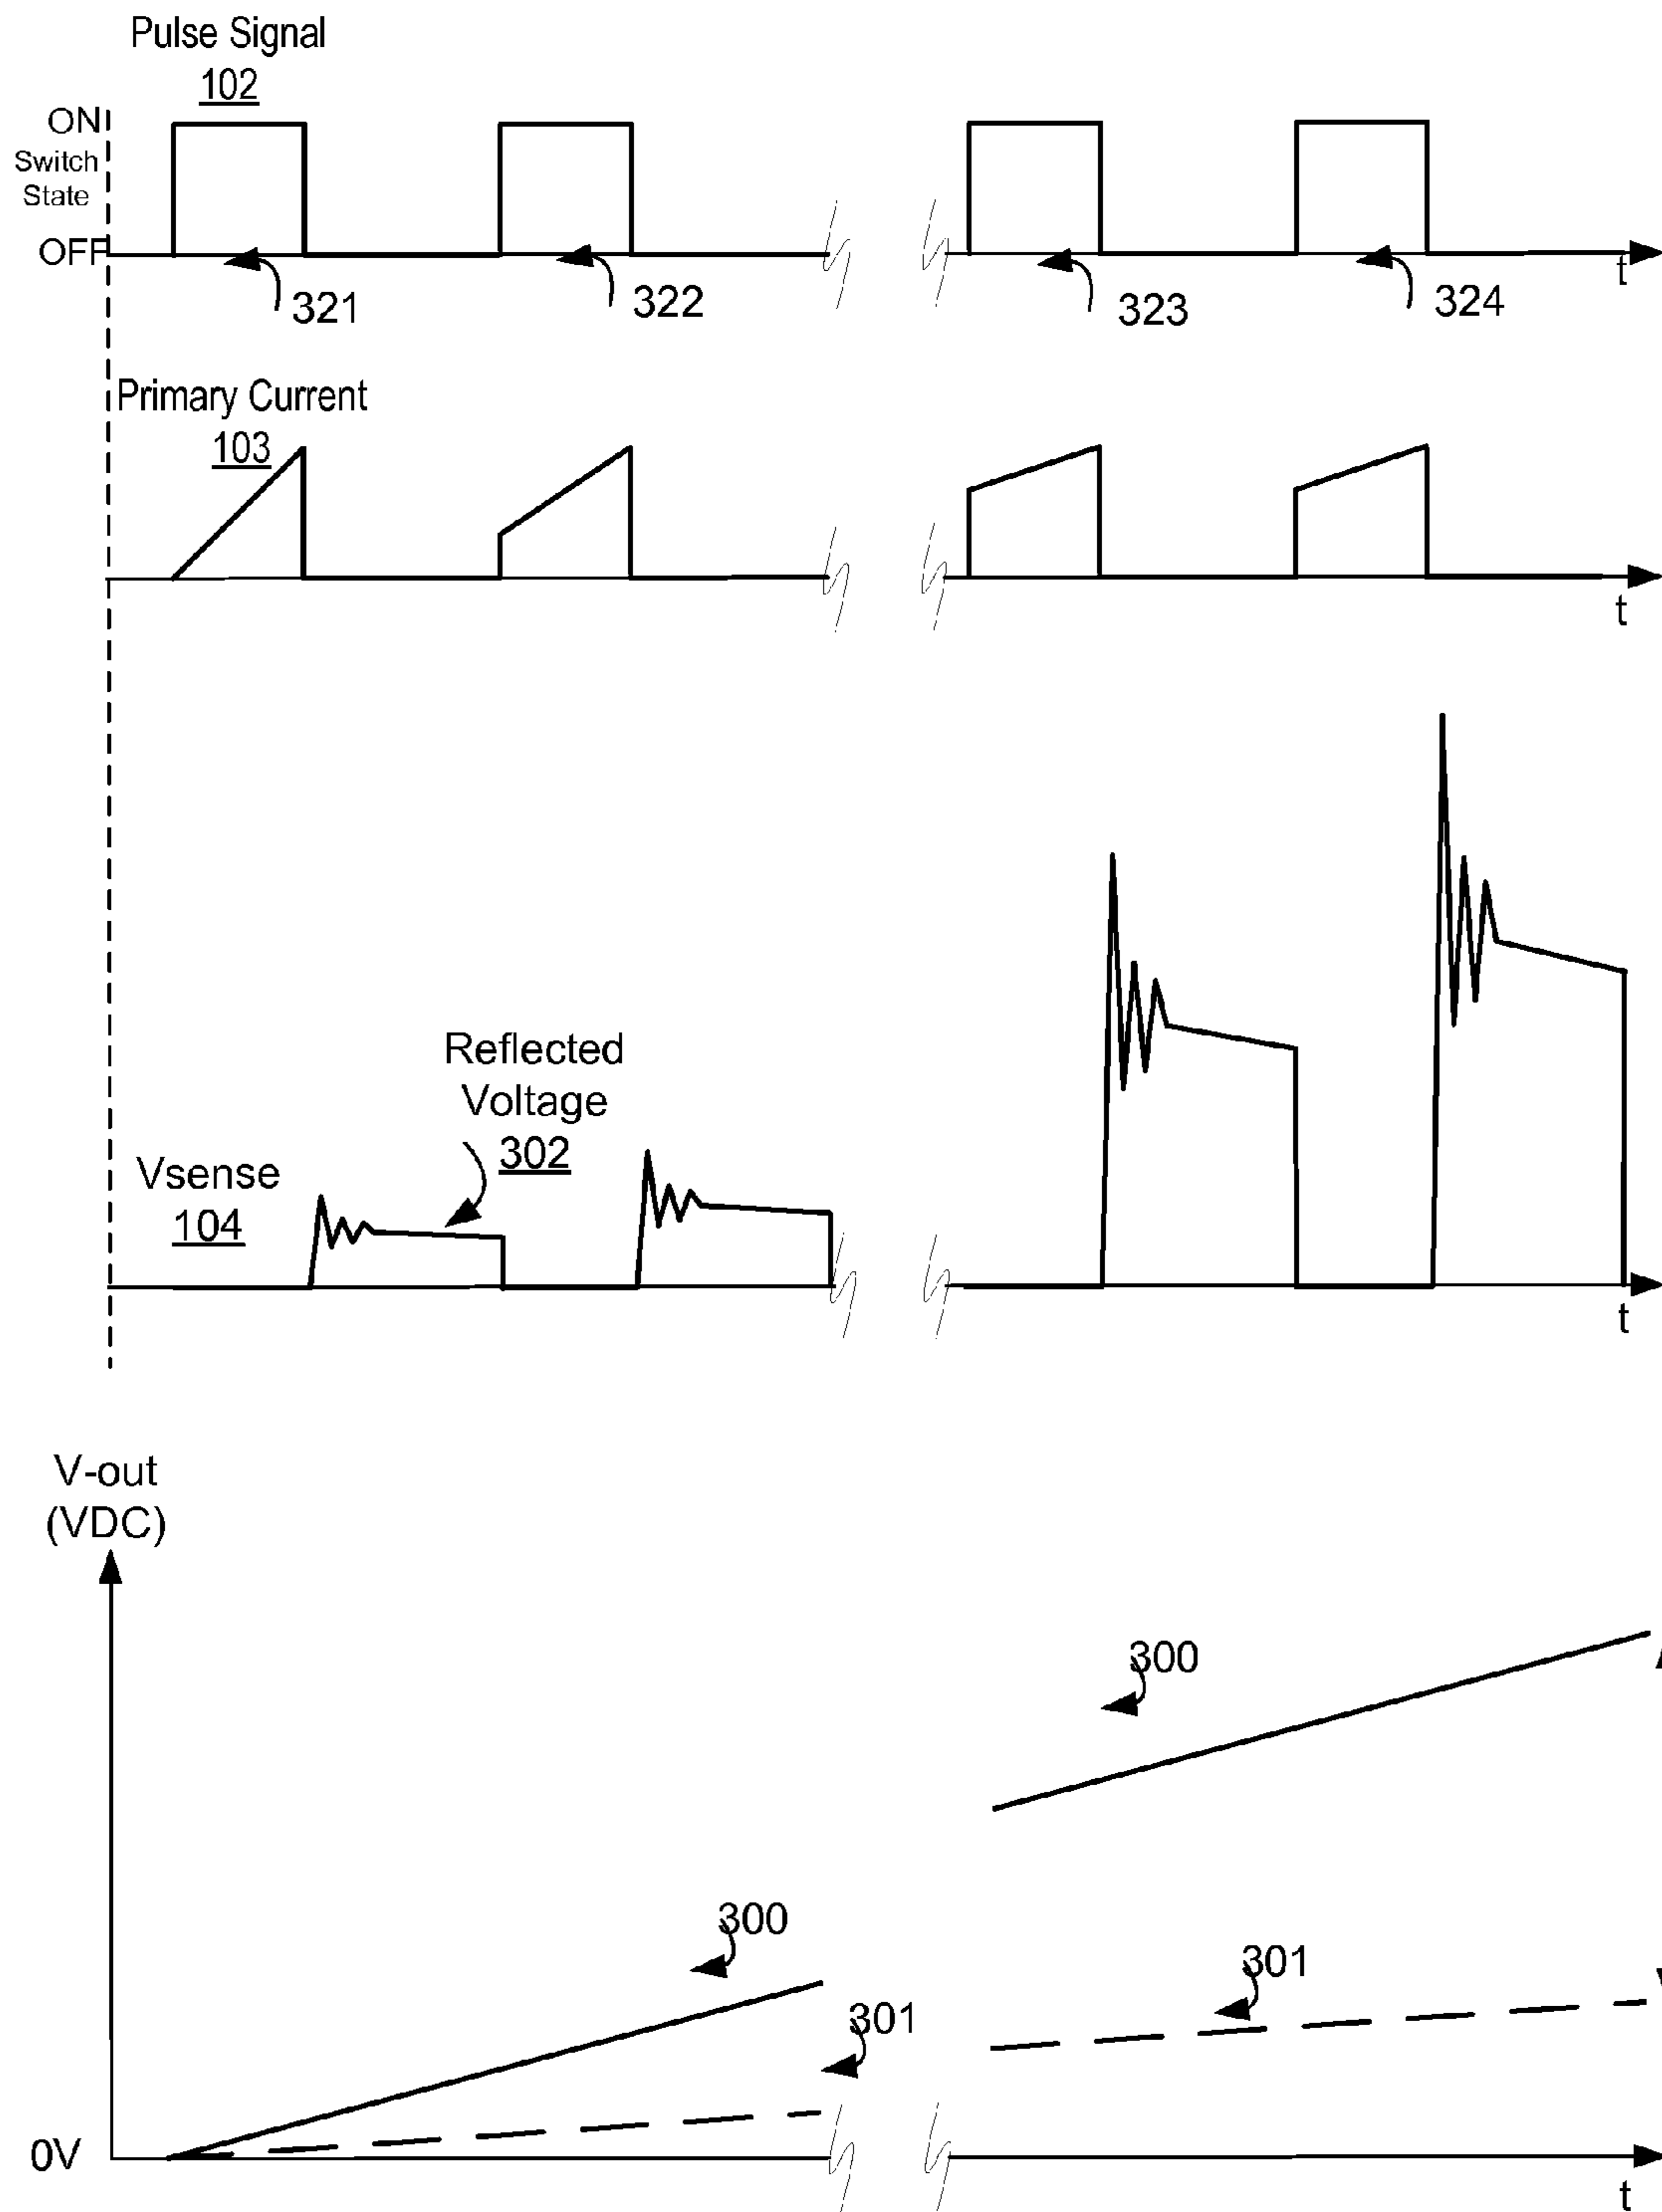 Pulse Signal
102
ON
Switch
State
OFF
t
321
322
323
324
Primary Current
103
t
Reflected
Voltage
302
Vsense
104
t
V-out
(VDC)
300
300
301
301
0V
t